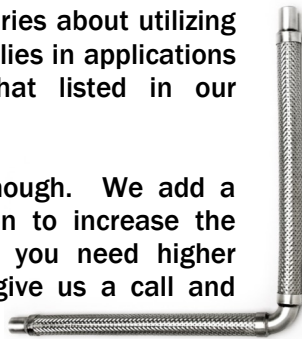 ries about utilizing
lies in applications
hat listed in our
ough. We add a
n to increase the
you need higher
give us a call and